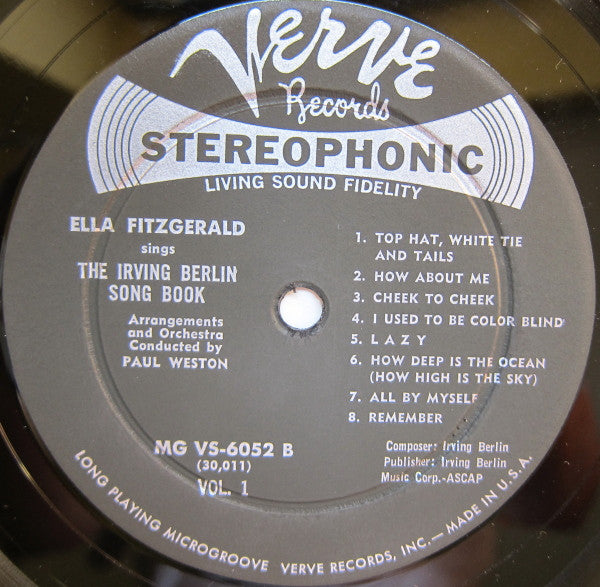 Verve
Records
STEREOPHONIC
LIVING SOUND FIDELITY
ELLA FITZGERALD
sings
THE IRVING BERLIN
SONG BOOK
Arrangements
and Orchestra
Conducted by
PAUL WESTON
1. TOP HAT, WHITE TIE
AND TAILS
2. HOW ABOUT ME
3. CHEEK TO CHEEK
4. I USED TO BE COLOR BLIND
5. LAZY
6. HOW DEEP IS THE OCEAN
(HOW HIGH IS THE SKY)
7. ALL BY MYSELF
8. REMEMBER
MG VS-6052 B
(30,011)
VOL. 1
Composer: Irving Berlin
Publisher: Irving Berlin
Music Corp.-ASCAP
LONG PLAYING MICROGROOVE VERVE RECORDS, INC.—MADE IN U.S.A.